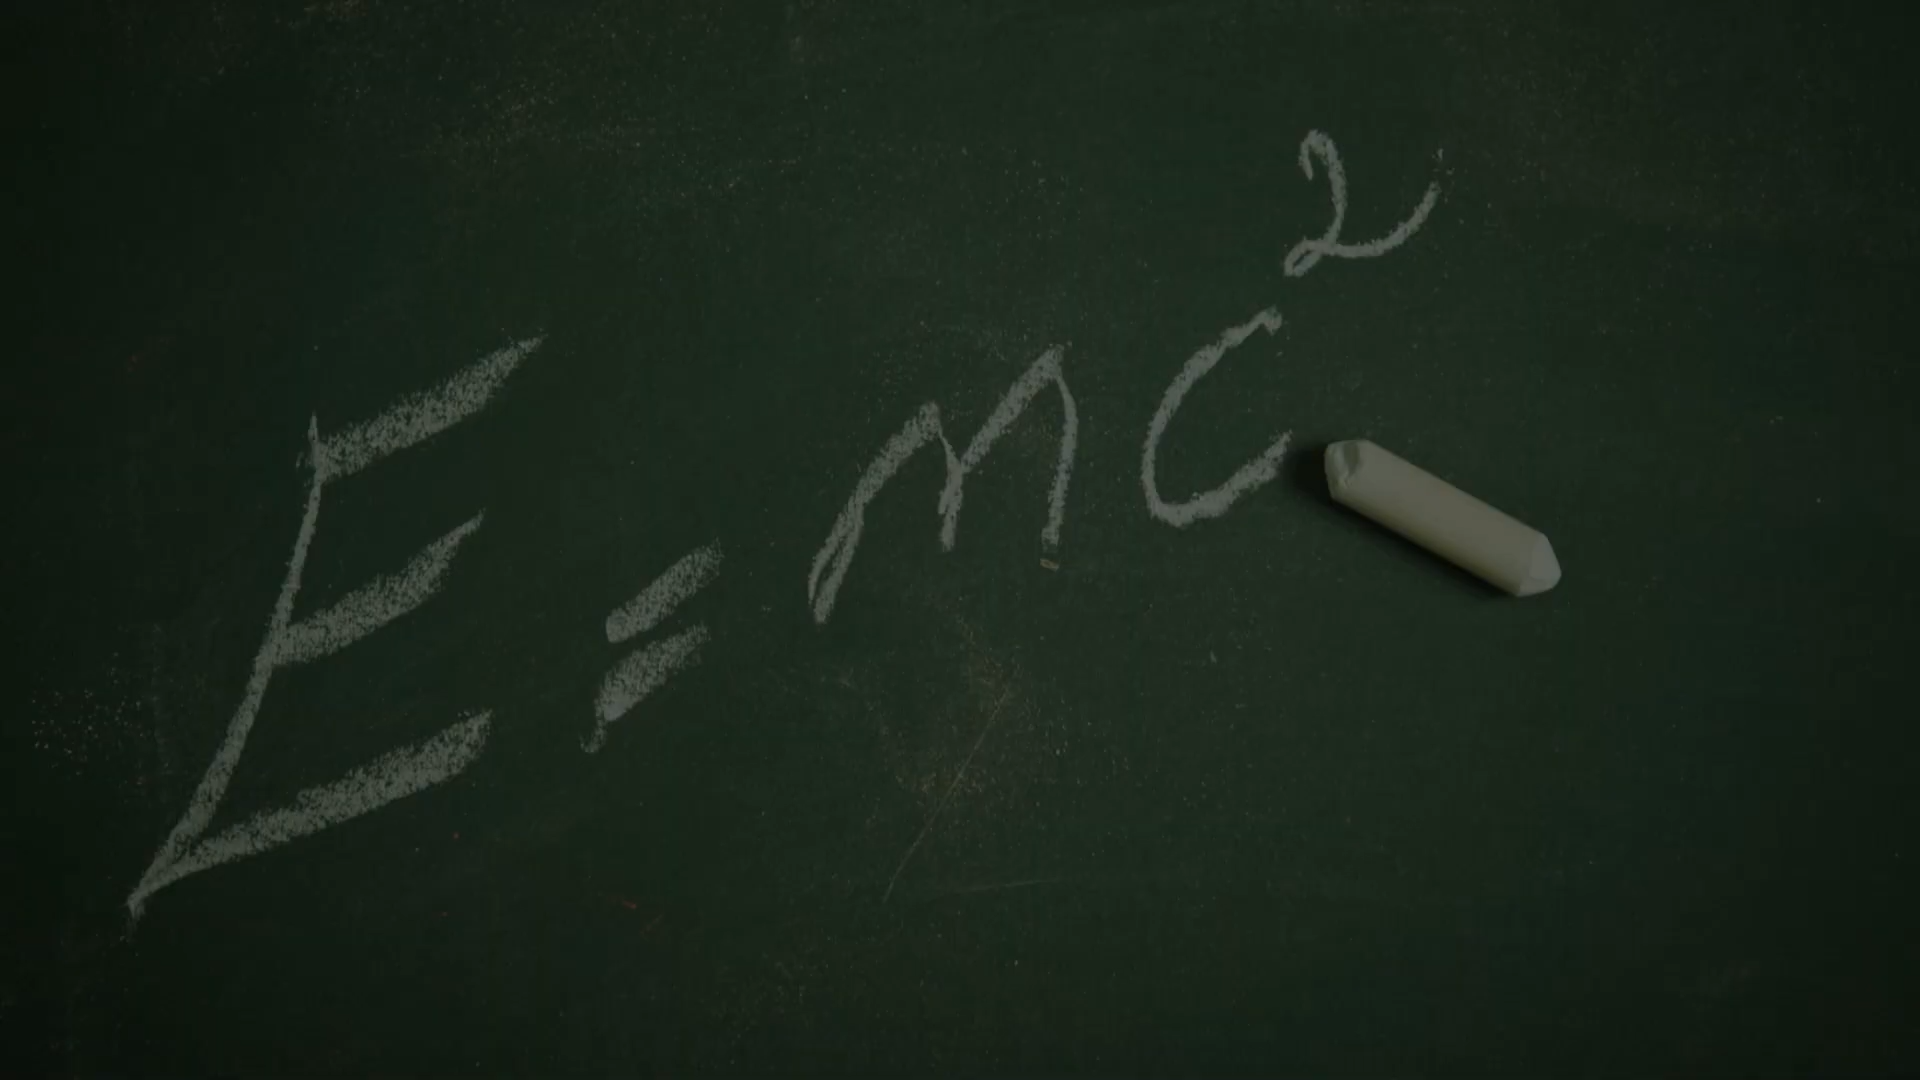 E = mc²